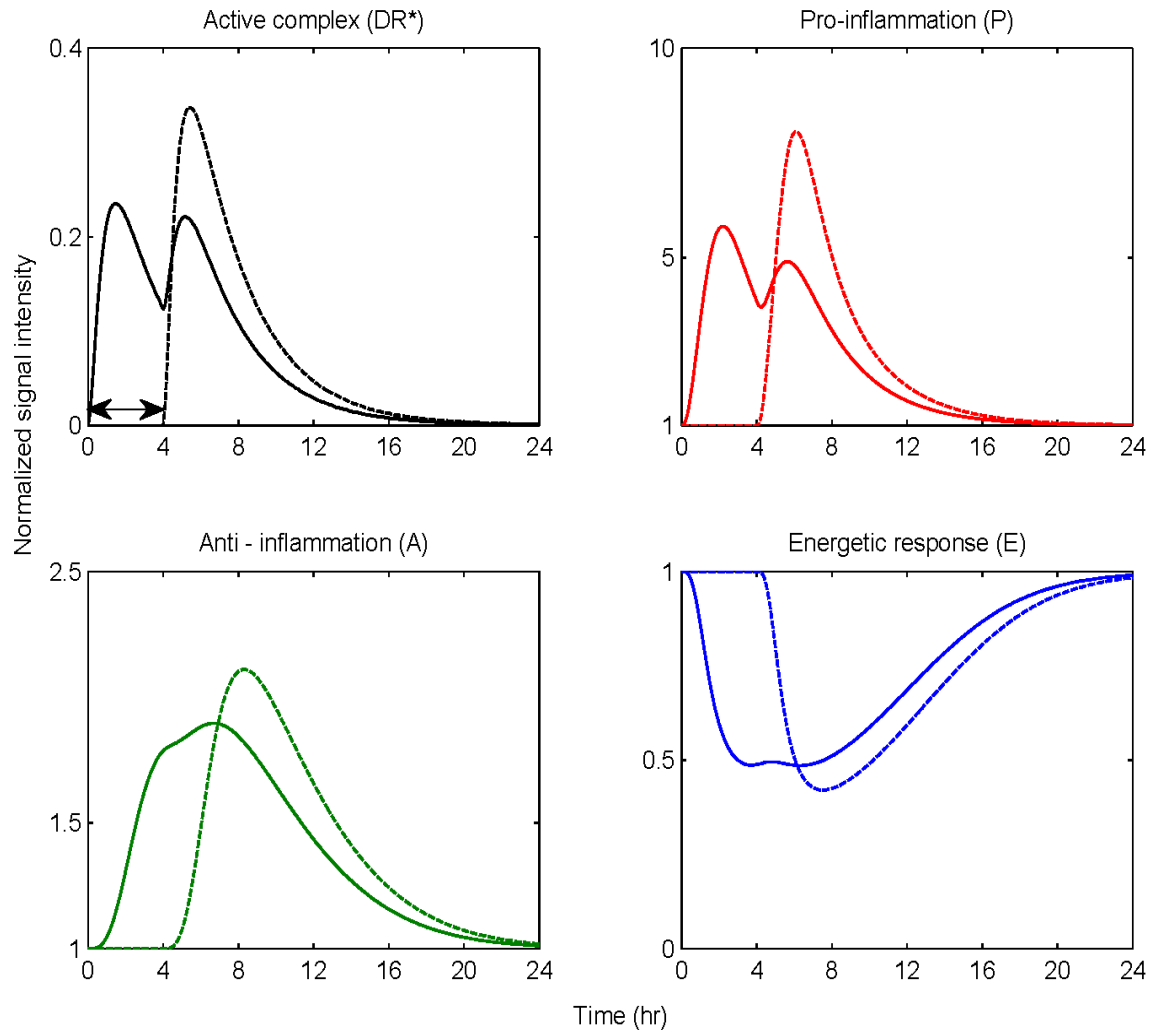 Active complex (DR*)
Pro-inflammation (P)
0.4
0.2
0
0 4 8 12 16 20 24
10
5
1
0 4 8 12 16 20 24
Normalized signal intensity
Anti - inflammation (A)
Energetic response (E)
2.5
1.5
1
0 4 8 12 16 20 24
1
0.5
0
0 4 8 12 16 20 24
Time (hr)